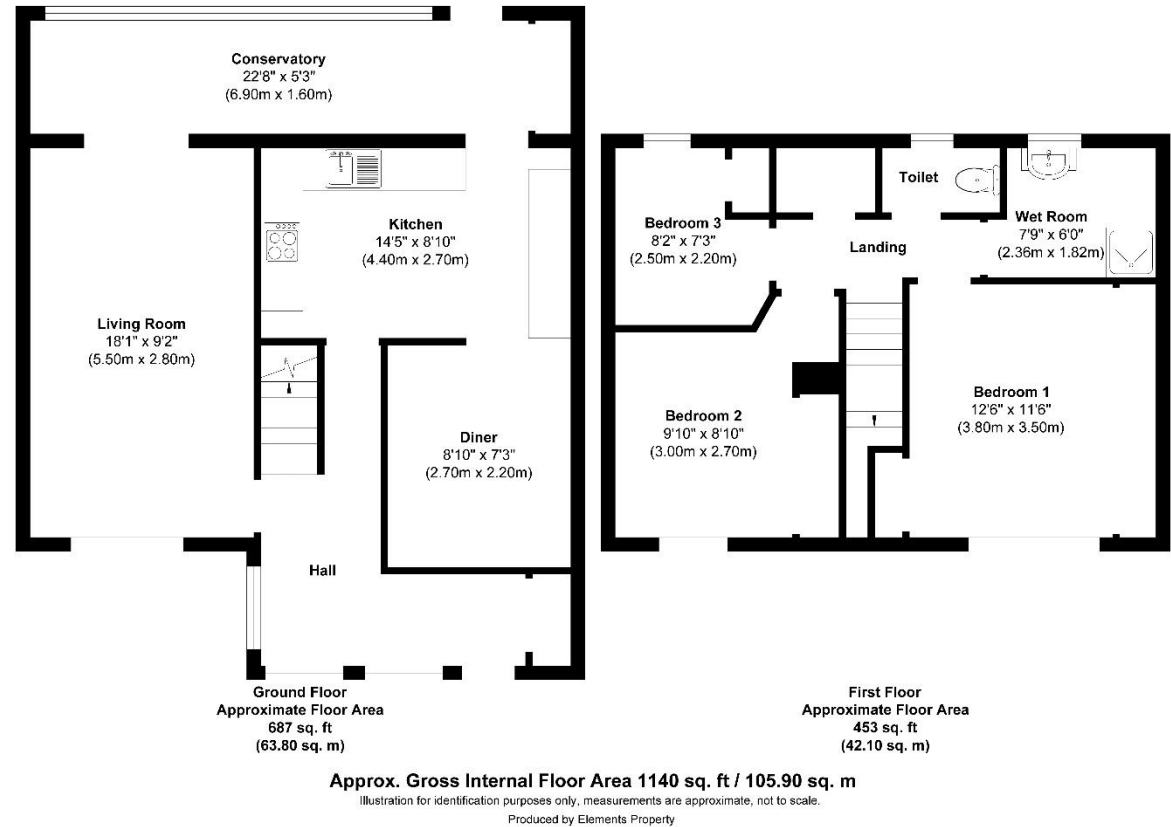 Conservatory
22'8" x 5'3"
(6.90m x 1.60m)
Kitchen
14'5" x 8'10"
(4.40m x 2.70m)
Living Room
18'1" x 9'2"
(5.50m x 2.80m)
Diner
8'10" x 7'3"
(2.70m x 2.20m)
Hall
Ground Floor
Approximate Floor Area
687 sq. ft
(63.80 sq. m)
Toilet
Bedroom 3
8'2" x 7'3"
(2.50m x 2.20m)
Landing
Wet Room
7'9" x 6'0"
(2.36m x 1.82m)
Bedroom 2
9'10" x 8'10"
(3.00m x 2.70m)
Bedroom 1
12'6" x 11'6"
(3.80m x 3.50m)
First Floor
Approximate Floor Area
453 sq. ft
(42.10 sq. m)
Approx. Gross Internal Floor Area 1140 sq. ft / 105.90 sq. m
Illustration for identification purposes only, measurements are approximate, not to scale.
Produced by Elements Property